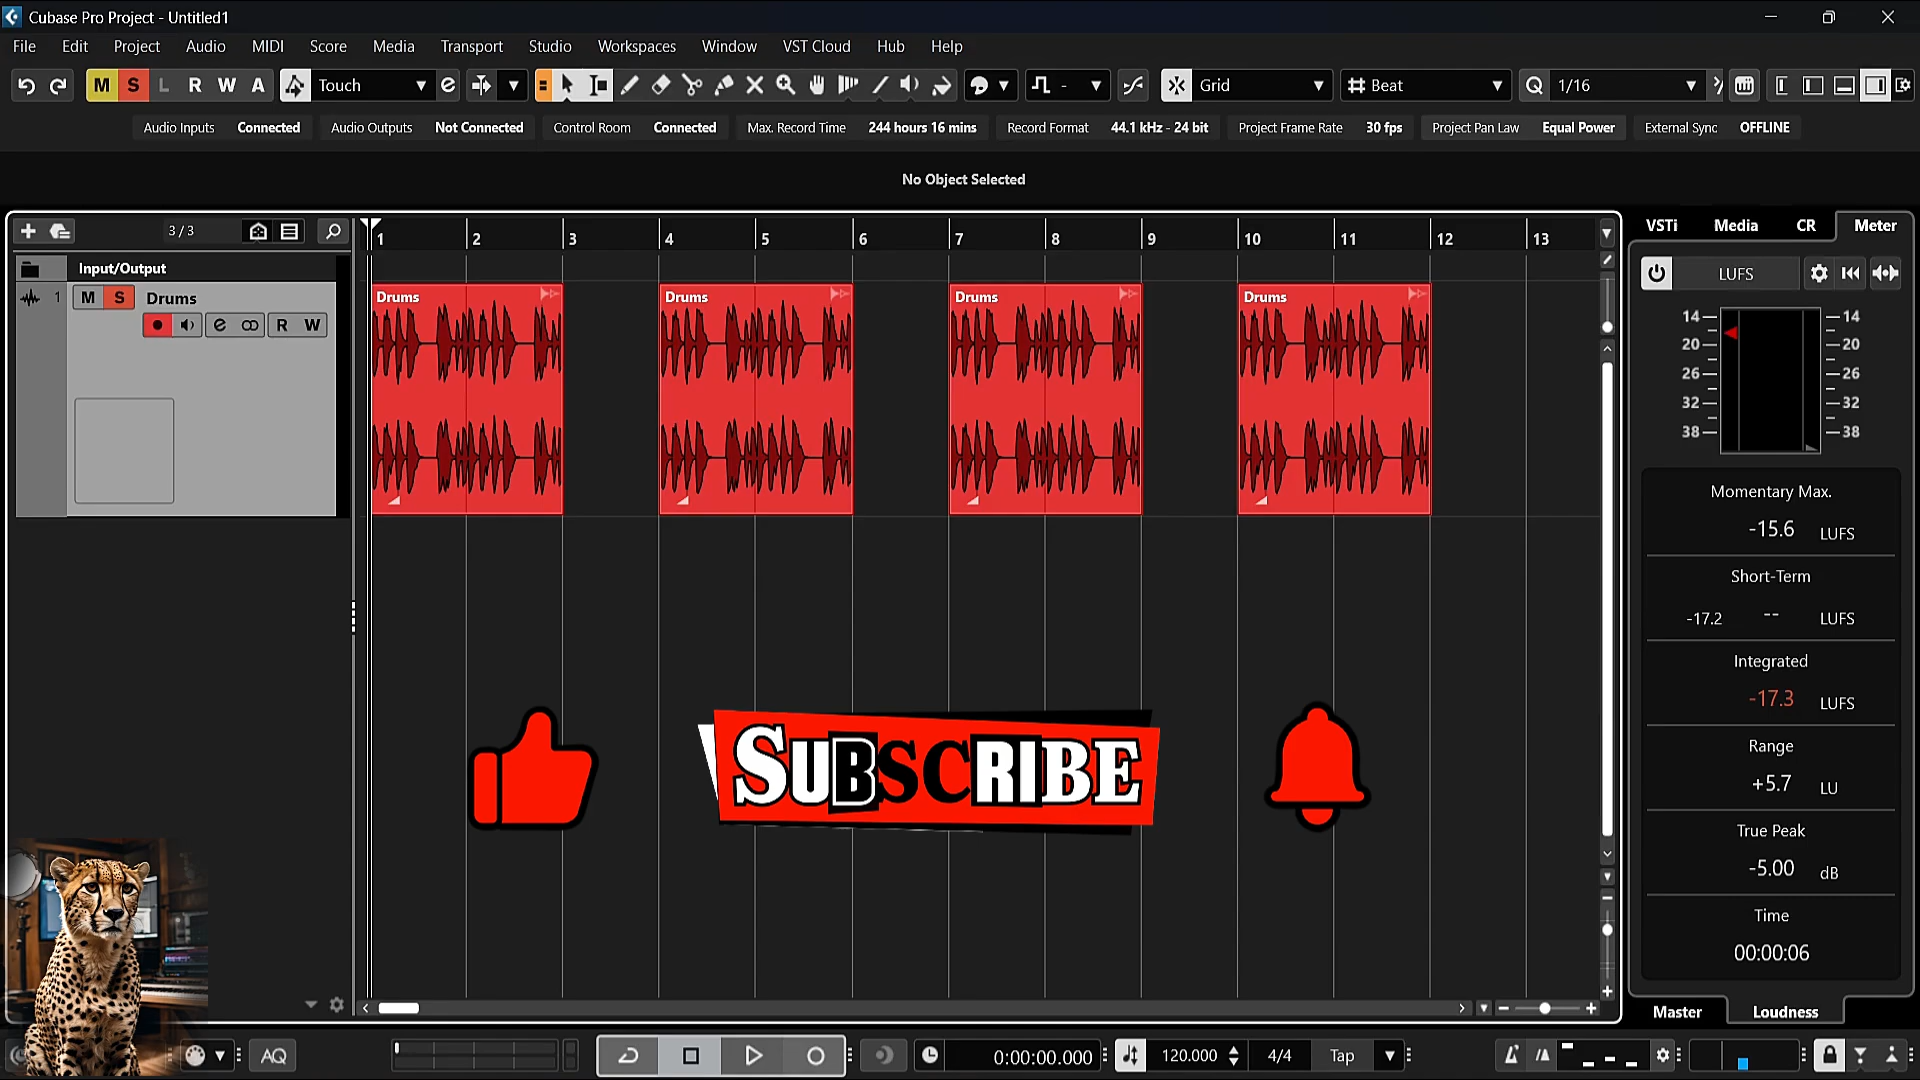 Cubase Pro Project - Untitled1
File Edit Project Audio MIDI Score Media Transport Studio Workspaces Window VST Cloud Hub Help
M S L R W A Touch e - Grid Beat Q 1/16
Audio Inputs Connected Audio Outputs Not Connected Control Room Connected Max. Record Time 244 hours 16 mins Record Format 44.1 kHz - 24 bit Project Frame Rate 30 fps Project Pan Law Equal Power External Sync OFFLINE
No Object Selected
3/3
1 2 3 4 5 6 7 8 9 10 11 12 13
VSTi Media CR Meter
Input/Output
LUFS
1 M S Drums
e R W
Drums Drums Drums Drums
14 14
20 20
26 26
32 32
38 38
Momentary Max.
-15.6 LUFS
Short-Term
-17.2 -- LUFS
Integrated
-17.3 LUFS
Range
+5.7 LU
True Peak
-5.00 dB
Time
00:00:06
SUBSCRIBE
Master Loudness
AQ 0:00:00.000 120.000 4/4 Tap